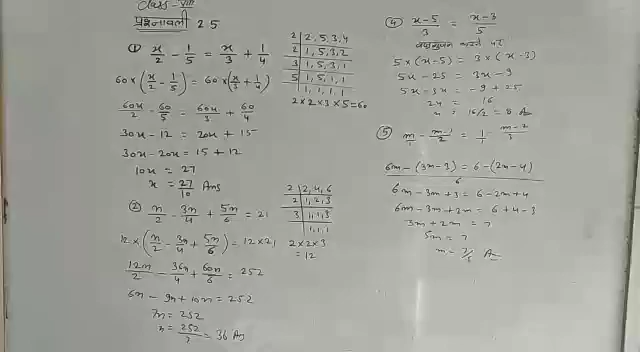 Class-VIII
प्रश्नावली 2.5
① x/2 - 1/5 = x/3 + 1/4
60×(x/2 - 1/5) = 60×(x/3 + 1/4)
60x/2 - 60/5 = 60x/3 + 60/4
30x - 12 = 20x + 15
30x - 20x = 15 + 12
10x = 27
x = 27/10 Ans
2 | 2, 5, 3, 4
2 | 1, 5, 3, 2
3 | 1, 5, 3, 1
5 | 1, 5, 1, 1
1, 1, 1, 1
2×2×3×5=60
② n/2 - 3n/4 + 5n/6 = 21
12×(n/2 - 3n/4 + 5n/6) = 12×21
12n/2 - 36n/4 + 60n/6 = 252
6n - 9n + 10n = 252
7n = 252
n = 252/7 = 36 Ans
2 | 2, 4, 6
2 | 1, 2, 3
3 | 1, 1, 3
1, 1, 1
2×2×3
= 12
④ x-5/3 = x-3/5
करने पर
5×(x-5) = 3×(x-3)
5x - 25 = 3x - 9
5x - 3x = -9 + 25
2x = 16
x = 16/2 = 8 Ans
⑤ m/1 - m-1/2 = 1/1 - m-2/3
6m - (3m-3) = 6 - (2m-4)
6
6m - 3m + 3 = 6 - 2m + 4
6m - 3m + 2m = 6 + 4 - 3
3m + 2m = 7
5m = 7
m = 7/5 Ans